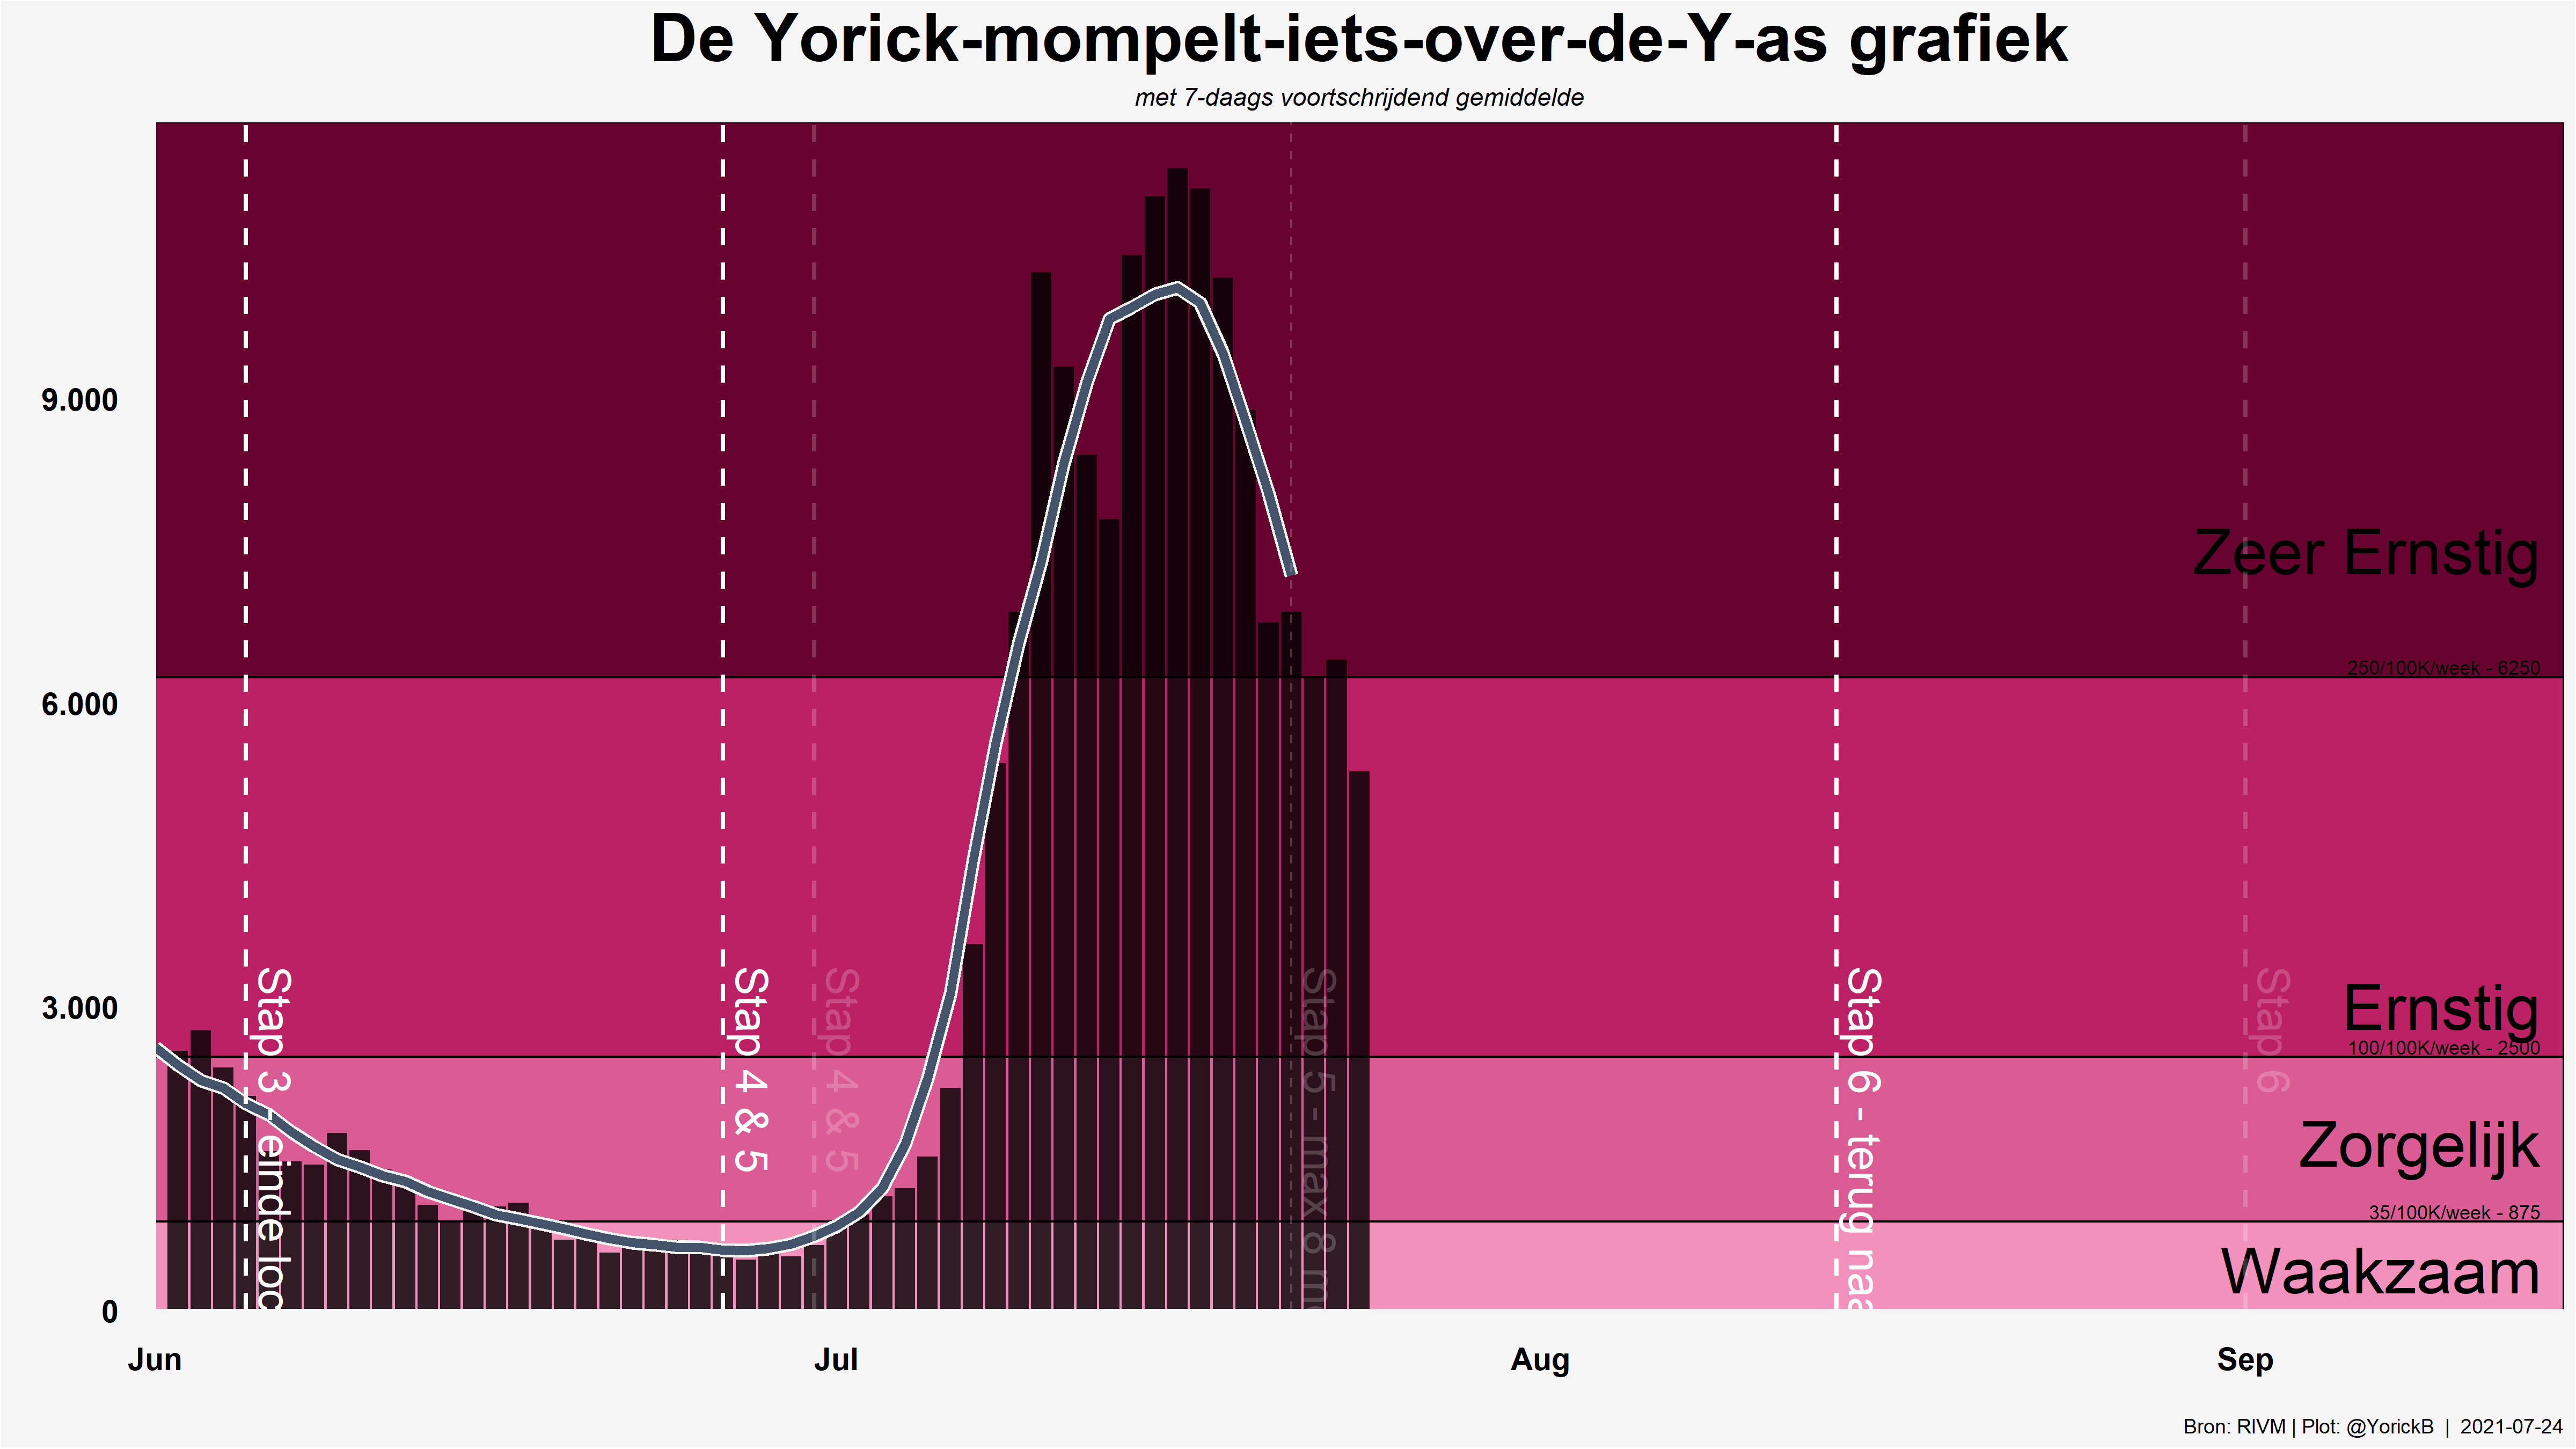 De Yorick-mompelt-iets-over-de-Y-as grafiek
met 7-daags voortschrijdend gemiddelde
9.000
6.000
3.000
0
Zeer Ernstig
250/100K/week - 6250
Ernstig
100/100K/week - 2500
Zorgelijk
35/100K/week - 875
Waakzaam
Stap 3 - einde loc
Stap 4 & 5
Stap 4 & 5
Stap 5 - max 8 m
Stap 6 - terug naa
Stap 6
Jun
Jul
Aug
Sep
Bron: RIVM | Plot: @YorickB | 2021-07-24